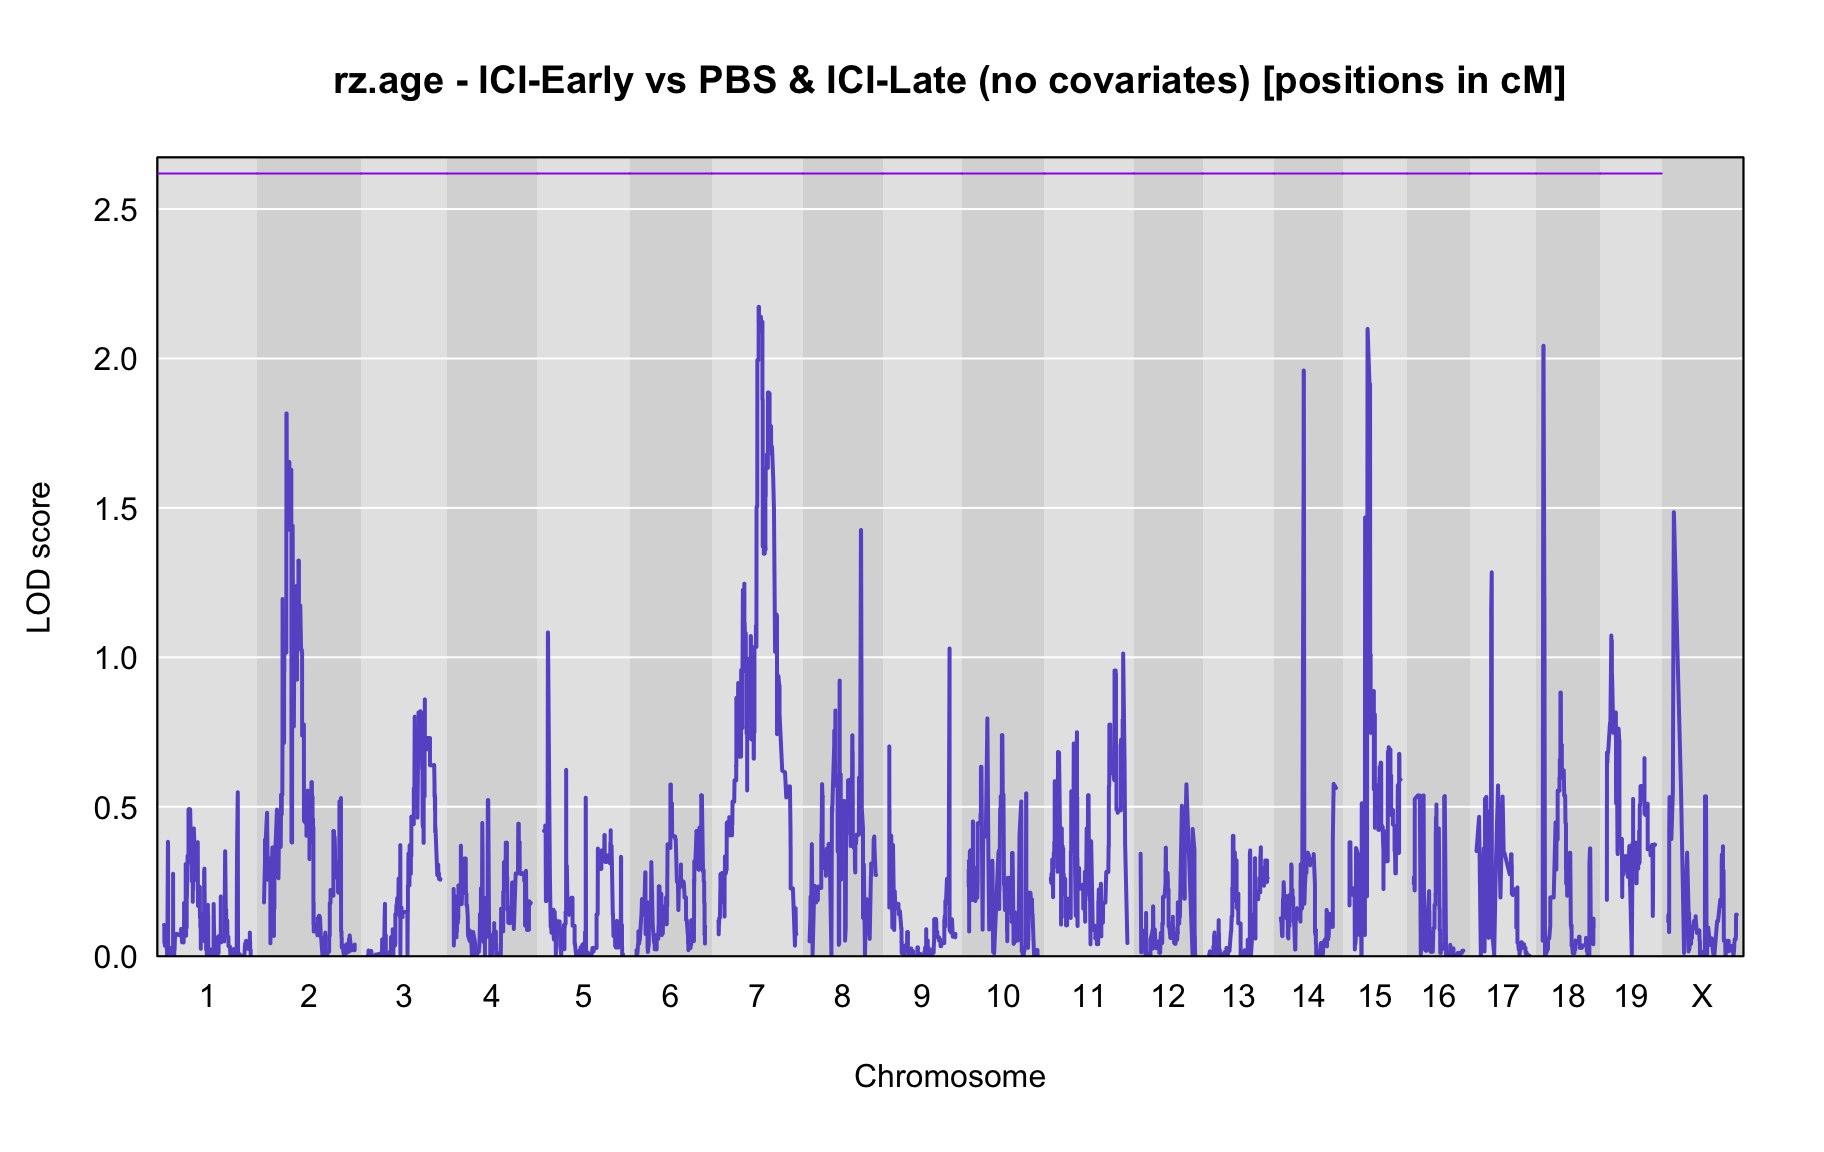 rz.age - ICI-Early vs PBS & ICI-Late (no covariates) [positions in cM]
2.5
2.0
1.5
1.0
0.5
0.0
LOD score
1 2 3 4 5 6 7 8 9 10 11 12 13 14 15 16 17 18 19 X
Chromosome